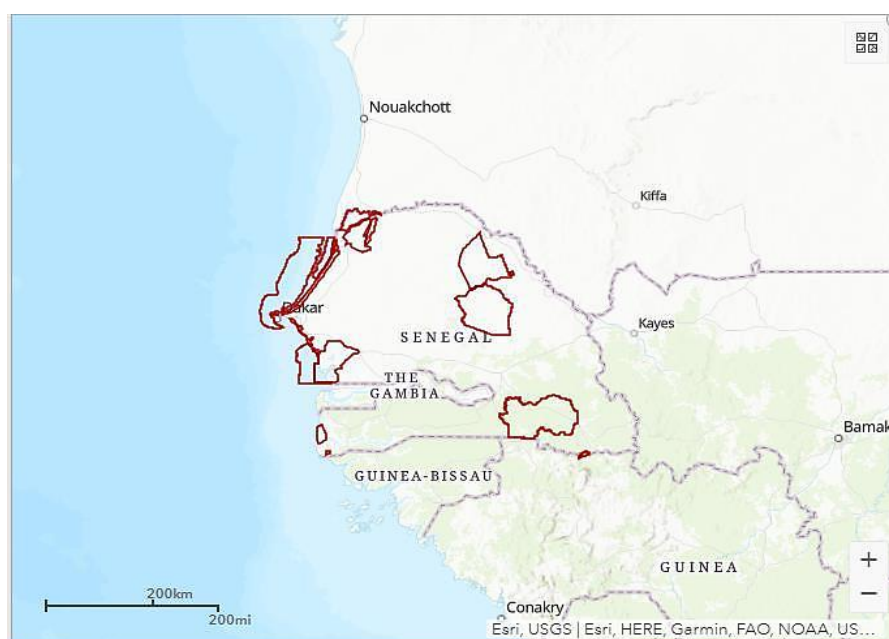 Nouakchott
Kiffa
Dakar
Kayes
SENEGAL
THE
GAMBIA
Bamak
GUINEA-BISSAU
GUINEA
+
−
200km
200mi
Conakry
Esri, USGS | Esri, HERE, Garmin, FAO, NOAA, US...